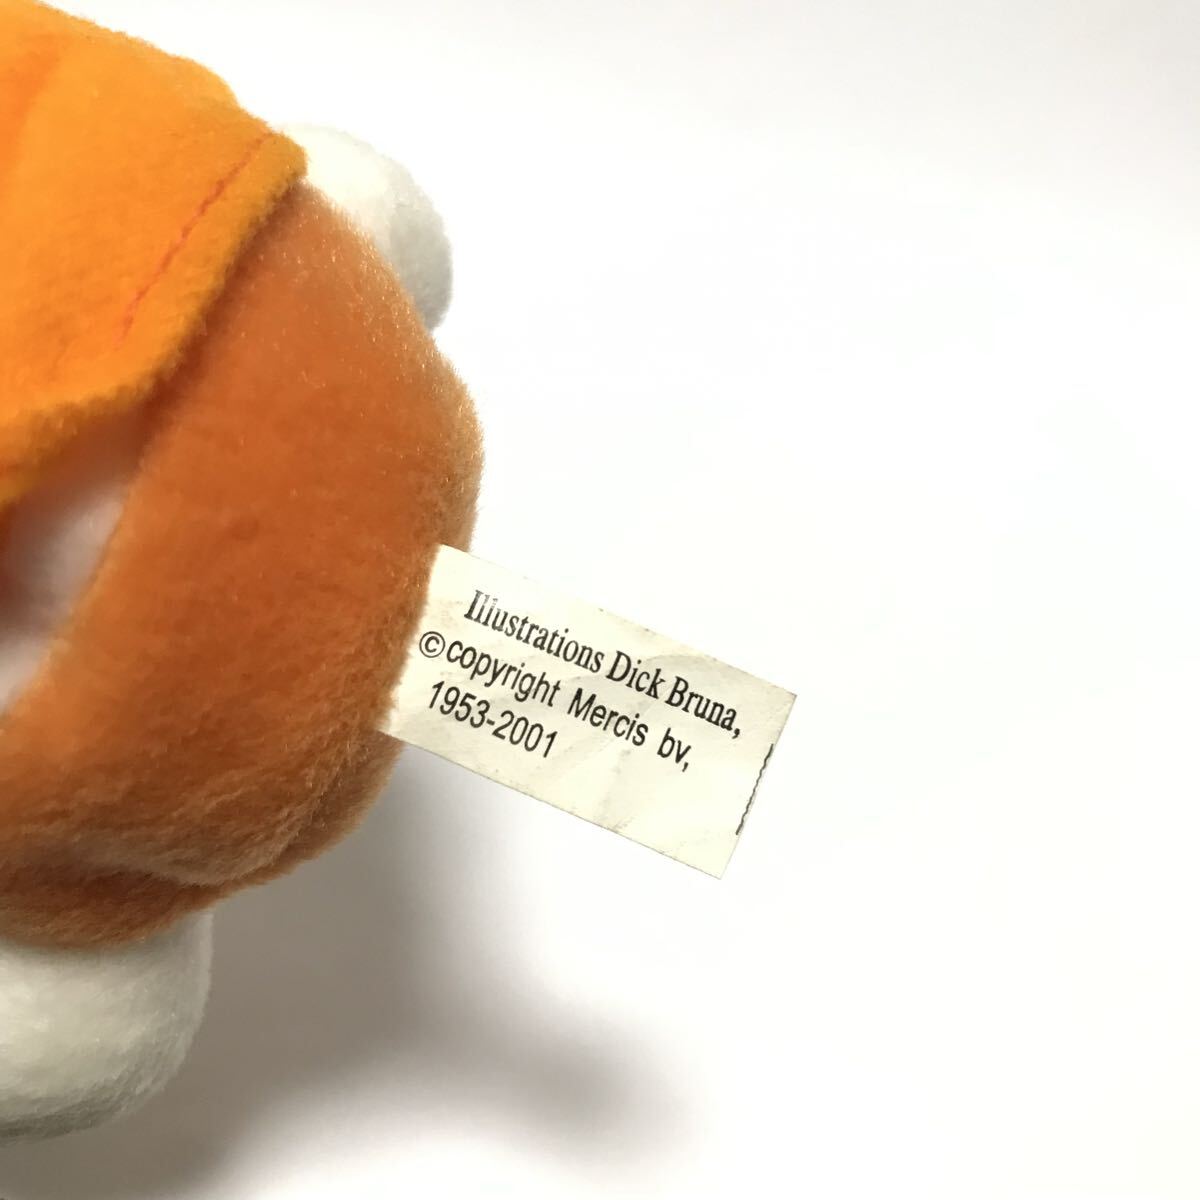 Illustrations Dick Bruna,
©copyright Mercis bv,
1953-2001